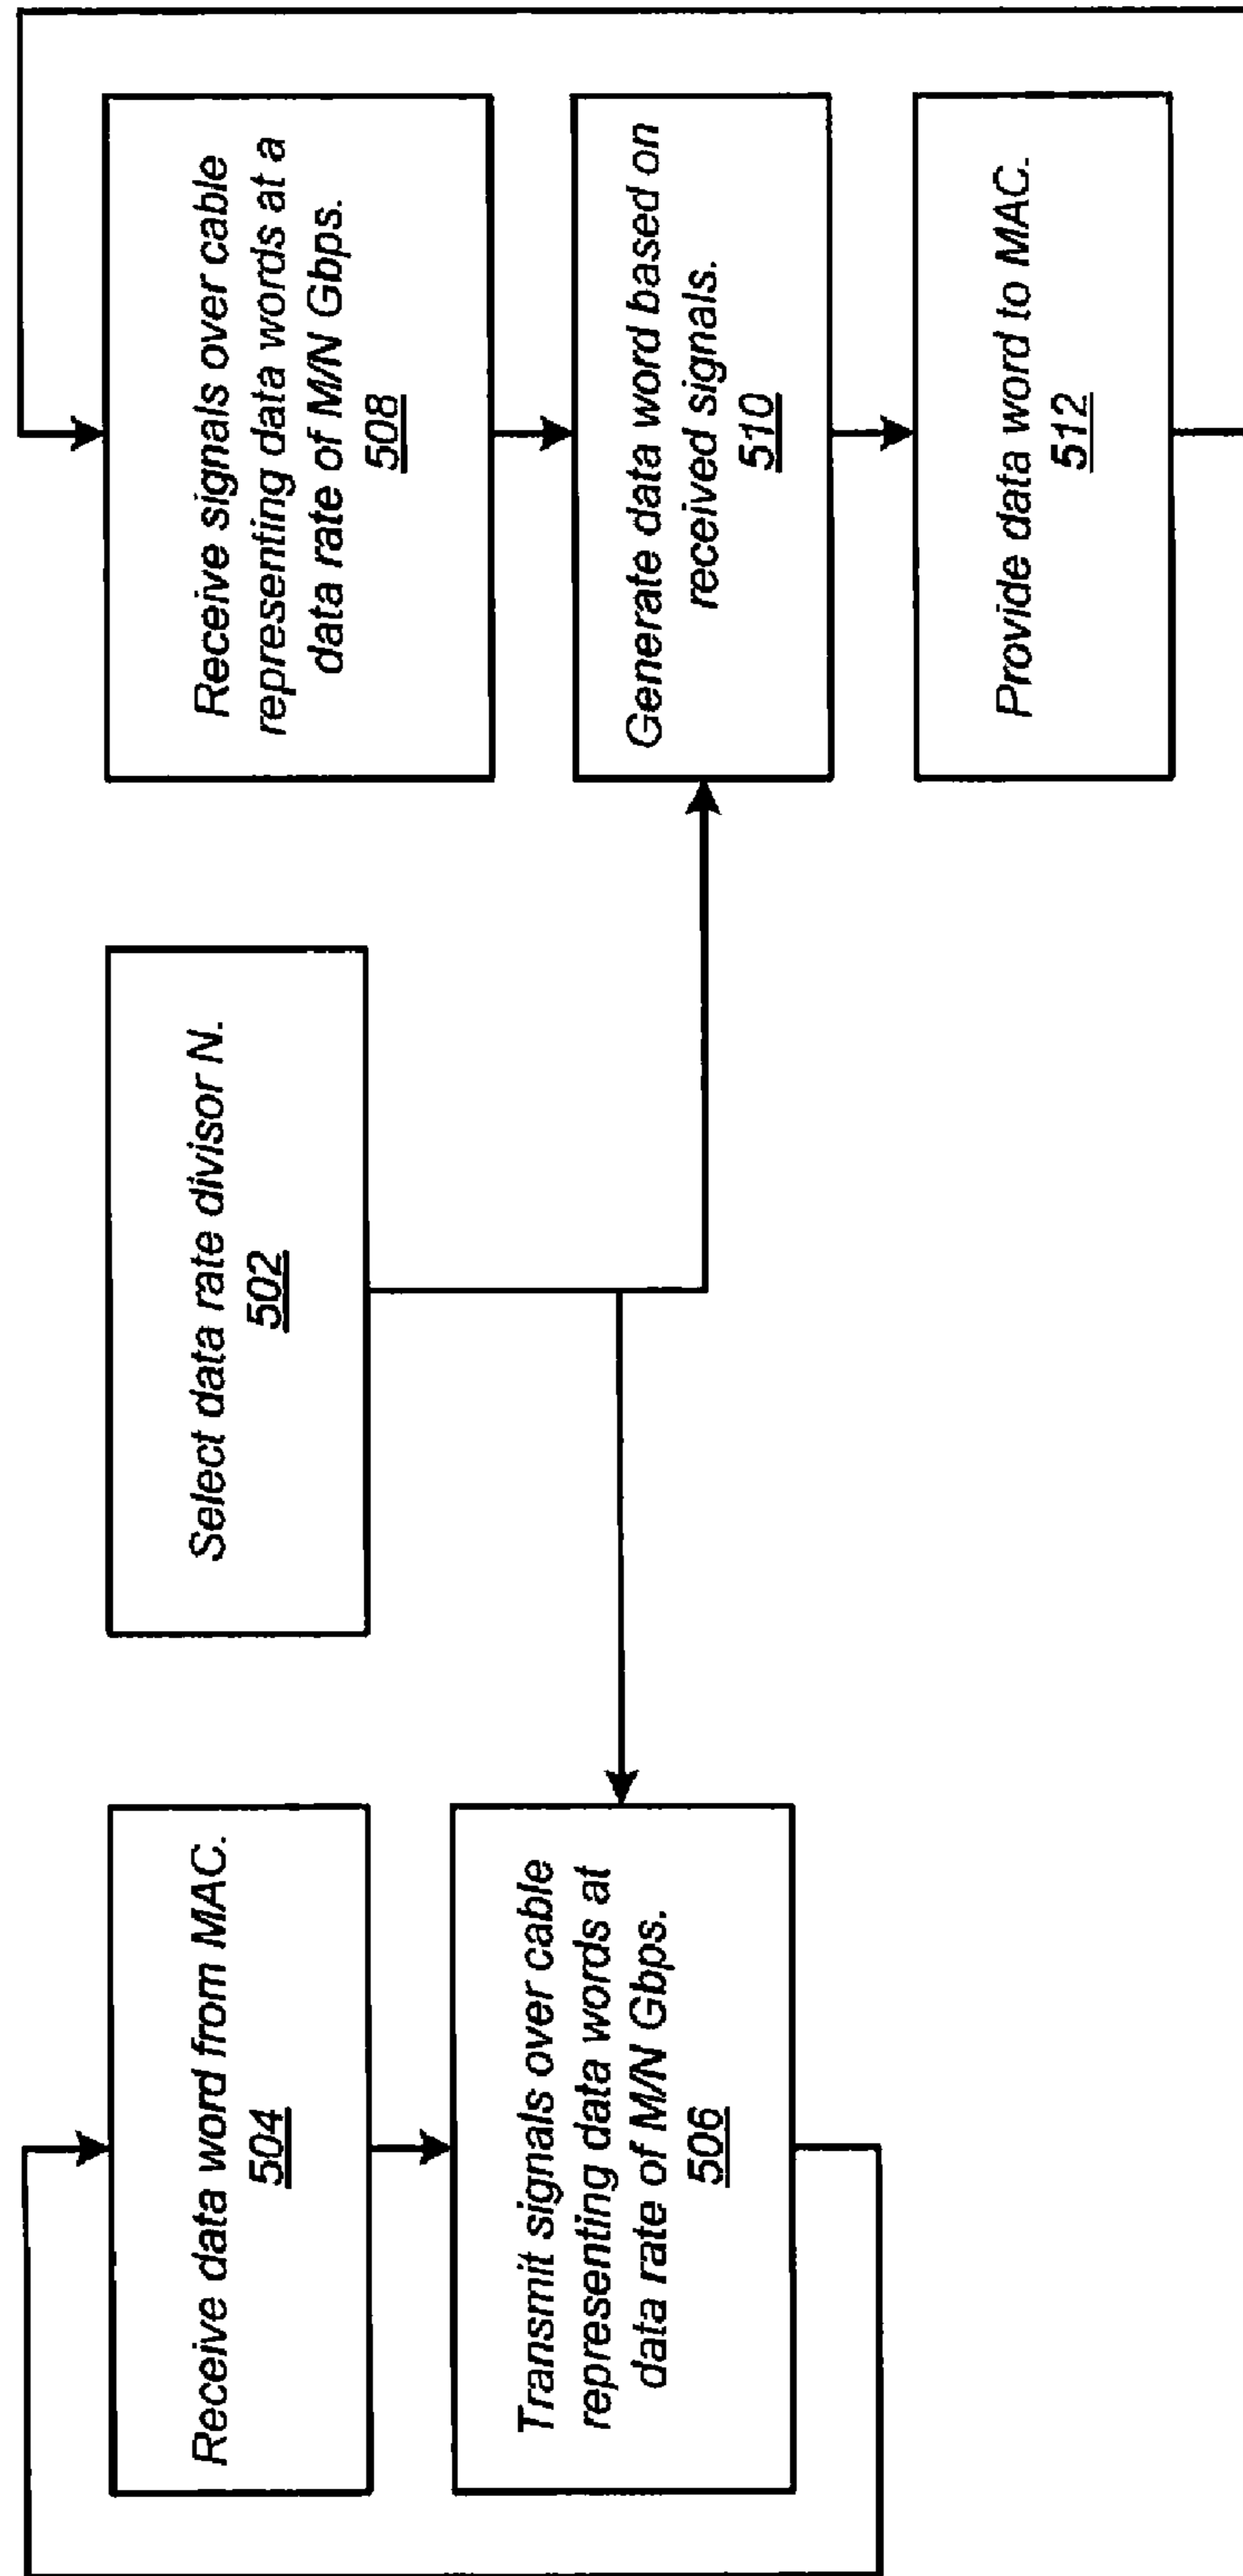 Receive data word from MAC.
504
Transmit signals over cable
representing data words at
data rate of M/N Gbps.
506
Select data rate divisor N.
502
Receive signals over cable
representing data words at a
data rate of M/N Gbps.
508
Generate data word based on
received signals.
510
Provide data word to MAC.
512